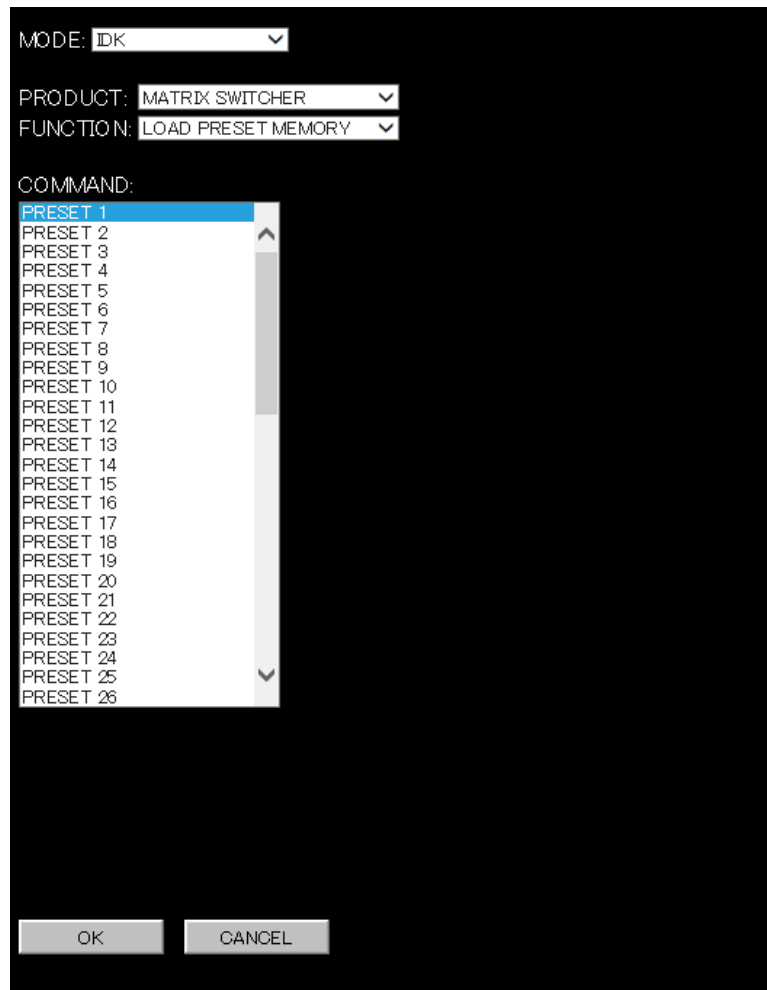 MODE: IDK
PRODUCT: MATRIX SWITCHER
FUNCTION: LOAD PRESET MEMORY
COMMAND:
PRESET 1
PRESET 2
PRESET 3
PRESET 4
PRESET 5
PRESET 6
PRESET 7
PRESET 8
PRESET 9
PRESET 10
PRESET 11
PRESET 12
PRESET 13
PRESET 14
PRESET 15
PRESET 16
PRESET 17
PRESET 18
PRESET 19
PRESET 20
PRESET 21
PRESET 22
PRESET 23
PRESET 24
PRESET 25
PRESET 26
OK CANCEL